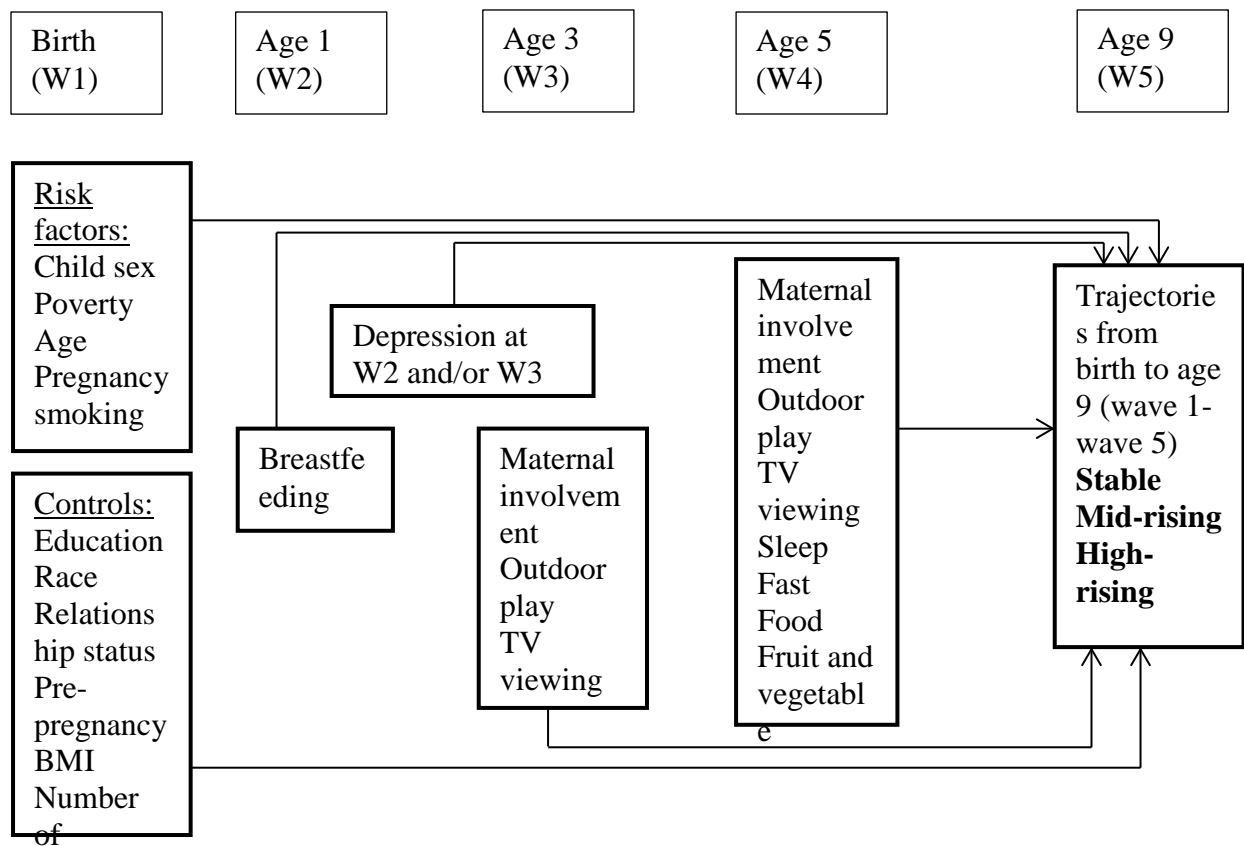 Birth
(W1)
Age 1
(W2)
Age 3
(W3)
Age 5
(W4)
Age 9
(W5)
Risk
factors:
Child sex
Poverty
Age
Pregnancy
smoking
Controls:
Education
Race
Relations
hip status
Pre-
pregnancy
BMI
Number
of
Breastfe
eding
Depression at
W2 and/or W3
Maternal
involvem
ent
Outdoor
play
TV
viewing
Maternal
involve
ment
Outdoor
play
TV
viewing
Sleep
Fast
Food
Fruit and
vegetabl
e
Trajectorie
s from
birth to age
9 (wave 1-
wave 5)
Stable
Mid-rising
High-
rising